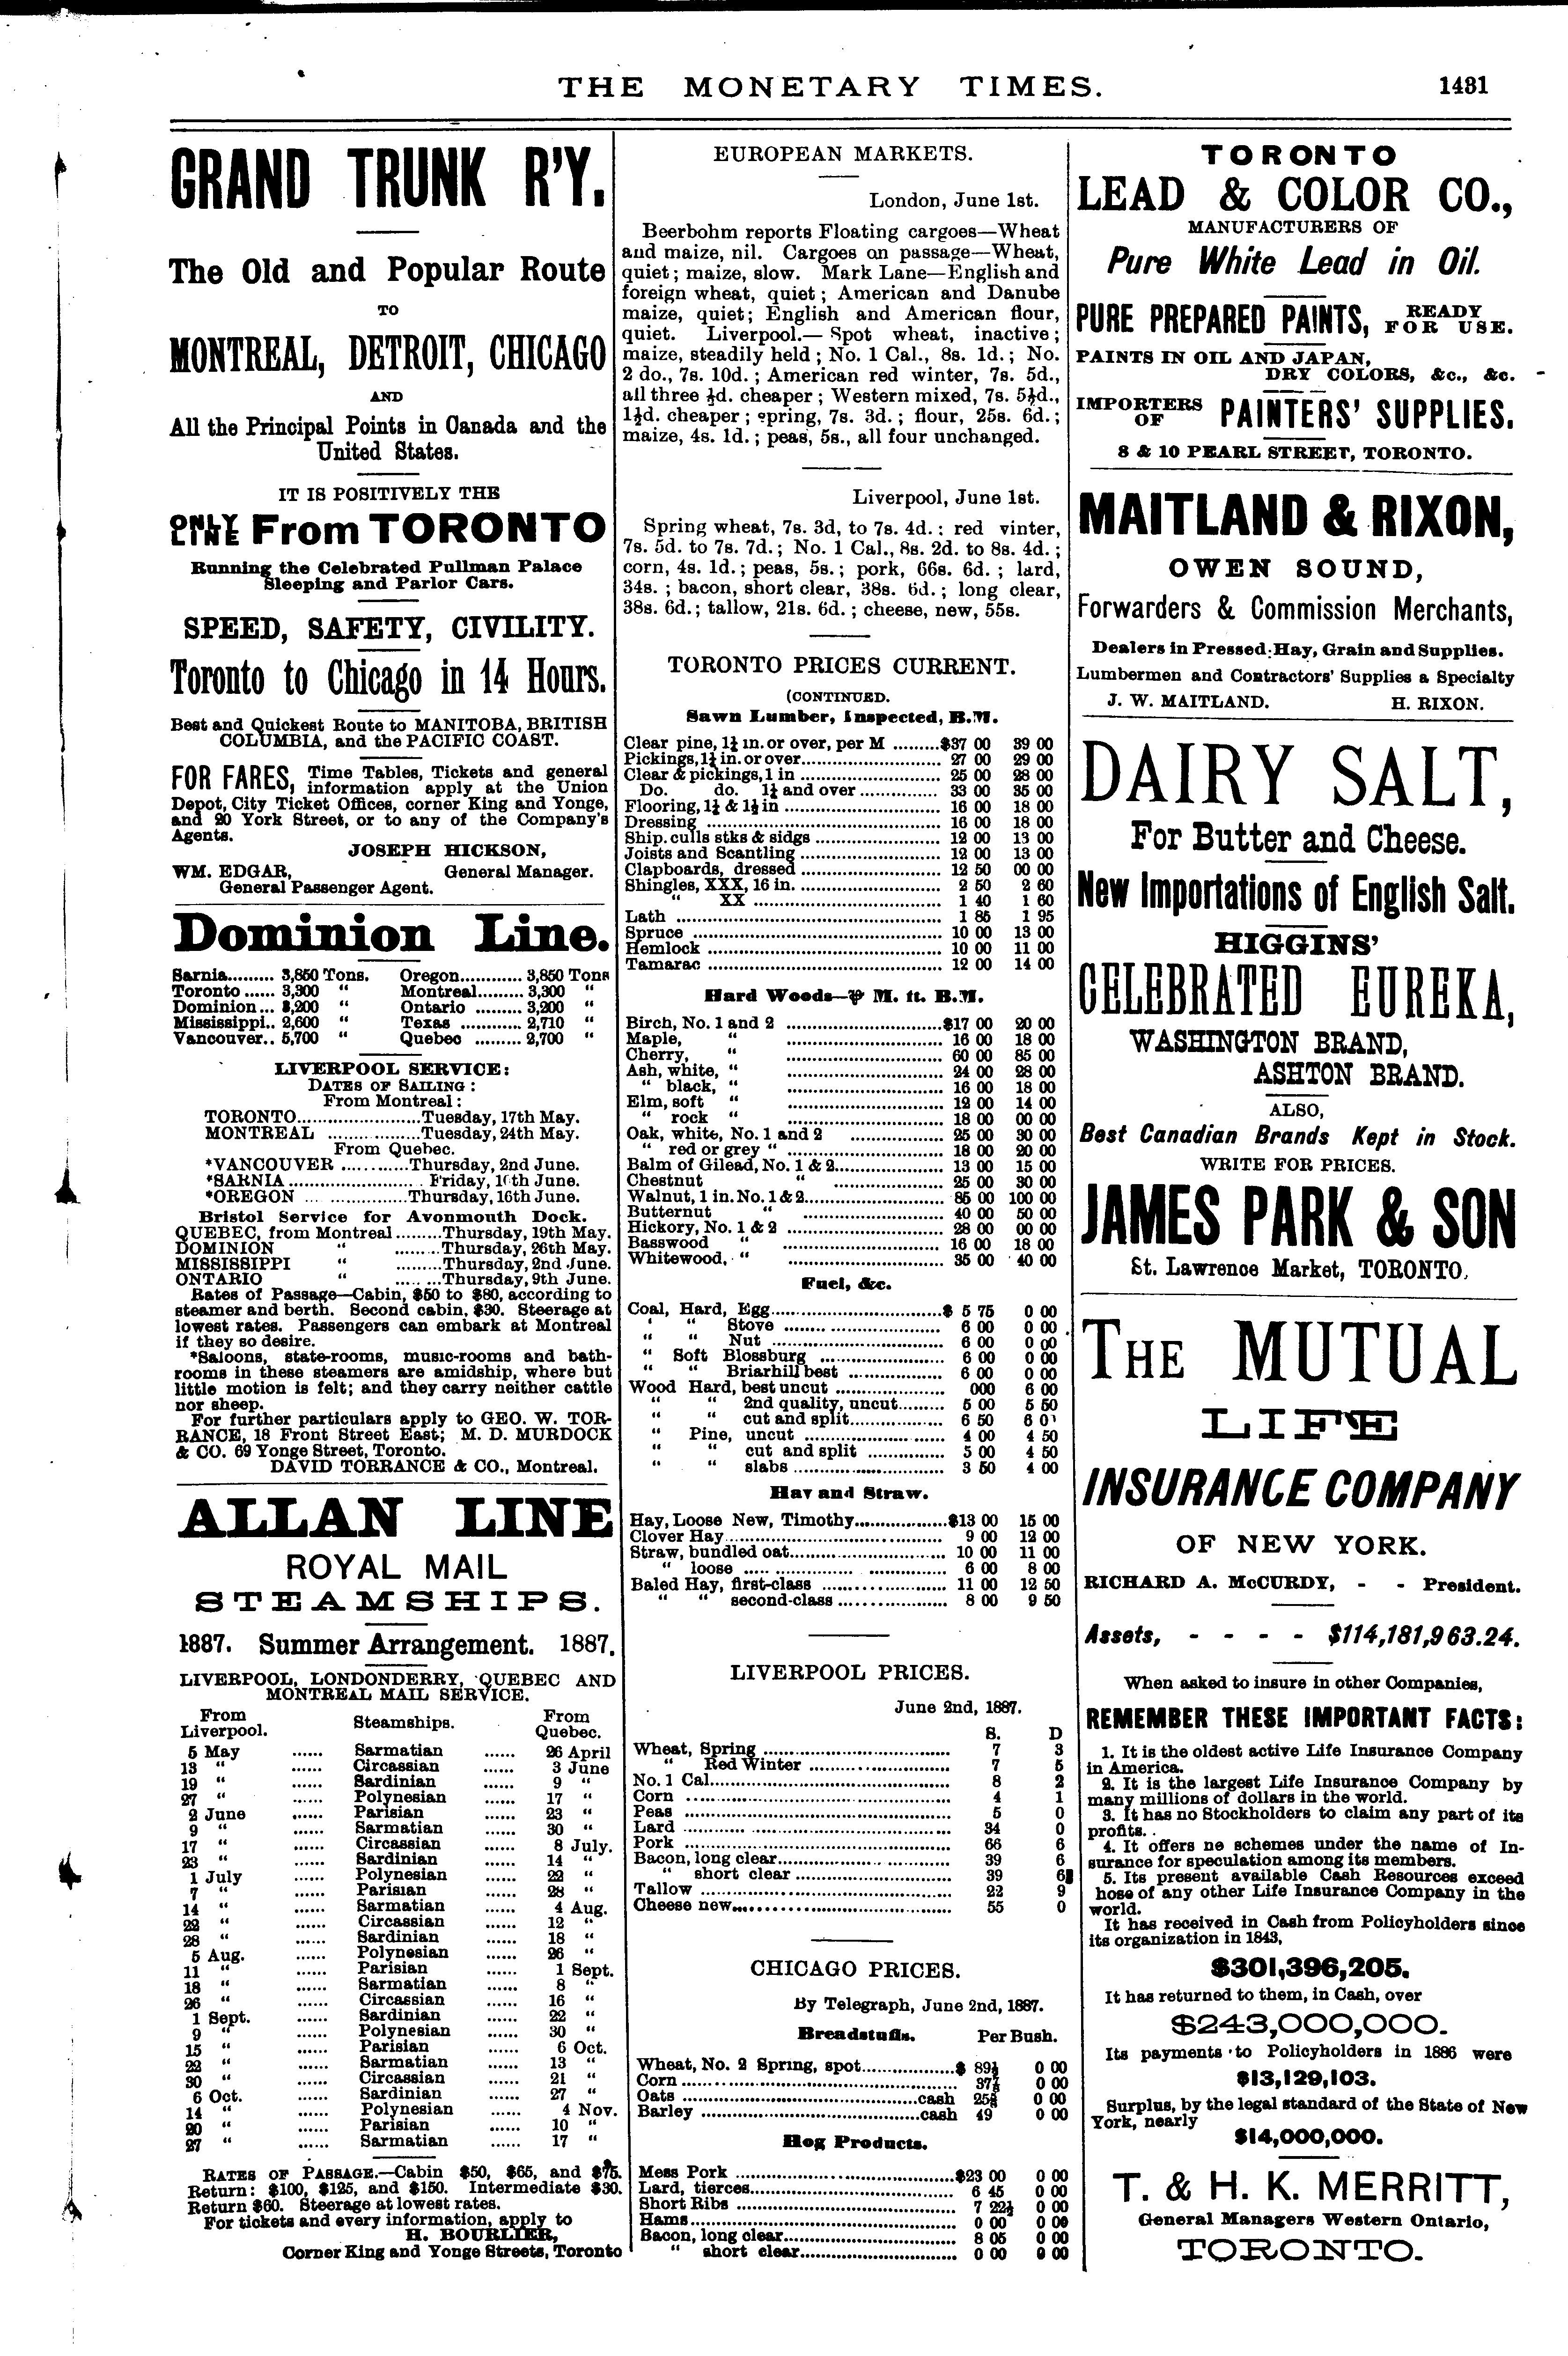 THE MONETARY TIMES. 1431
GRAND TRUNK R'Y.
The Old and Popular Route
TO
MONTREAL, DETROIT, CHICAGO
AND
All the Principal Points in Canada and the
United States.
IT IS POSITIVELY THE
ONLY LINE From TORONTO
Running the Celebrated Pullman Palace
Sleeping and Parlor Cars.
SPEED, SAFETY, CIVILITY.
Toronto to Chicago in 14 Hours.
Best and Quickest Route to MANITOBA, BRITISH
COLUMBIA, and the PACIFIC COAST.
FOR FARES, Time Tables, Tickets and general
information apply at the Union
Depot, City Ticket Offices, corner King and Yonge,
and 20 York Street, or to any of the Company's
Agents.
JOSEPH HICKSON,
WM. EDGAR, General Manager.
General Passenger Agent.
Dominion Line.
Sarnia......... 3,850 Tons. Oregon............ 3,850 Tons
Toronto ...... 3,300 " Montreal......... 3,300 "
Dominion... 3,200 " Ontario ......... 3,200 "
Mississippi.. 2,600 " Texas ............ 2,710 "
Vancouver.. 5,700 " Quebec ......... 2,700 "
LIVERPOOL SERVICE:
DATES OF SAILING :
From Montreal :
TORONTO.........................Tuesday, 17th May.
MONTREAL ...................Tuesday, 24th May.
From Quebec.
*VANCOUVER ............Thursday, 2nd June.
*SARNIA ........................ Friday, 10th June.
*OREGON ..................Thursday, 16th June.
Bristol Service for Avonmouth Dock.
QUEBEC, from Montreal .........Thursday, 19th May.
DOMINION " .........Thursday, 26th May.
MISSISSIPPI " .........Thursday, 2nd June.
ONTARIO " .........Thursday, 9th June.
Rates of Passage—Cabin, $50 to $80, according to
steamer and berth. Second cabin, $30. Steerage at
lowest rates. Passengers can embark at Montreal
if they so desire.
*Saloons, state-rooms, music-rooms and bath-
rooms in these steamers are amidship, where but
little motion is felt; and they carry neither cattle
nor sheep.
For further particulars apply to GEO. W. TOR-
RANCE, 18 Front Street East; M. D. MURDOCK
& CO. 69 Yonge Street, Toronto.
DAVID TORRANCE & CO., Montreal.
ALLAN LINE
ROYAL MAIL
STEAMSHIPS.
1887. Summer Arrangement. 1887.
LIVERPOOL, LONDONDERRY, QUEBEC AND
MONTREAL MAIL SERVICE.
From Liverpool. Steamships. From Quebec.
5 May ...... Sarmatian ...... 26 April
13 " ...... Circassian ...... 3 June
19 " ...... Sardinian ...... 9 "
27 " ...... Polynesian ...... 17 "
2 June ...... Parisian ...... 23 "
9 " ...... Sarmatian ...... 30 "
17 " ...... Circassian ...... 8 July.
23 " ...... Sardinian ...... 14 "
1 July ...... Polynesian ...... 22 "
7 " ...... Parisian ...... 28 "
14 " ...... Sarmatian ...... 4 Aug.
22 " ...... Circassian ...... 12 "
28 " ...... Sardinian ...... 18 "
5 Aug. ...... Polynesian ...... 26 "
11 " ...... Parisian ...... 1 Sept.
18 " ...... Sarmatian ...... 8 "
26 " ...... Circassian ...... 16 "
1 Sept. ...... Sardinian ...... 22 "
9 " ...... Polynesian ...... 30 "
15 " ...... Parisian ...... 6 Oct.
22 " ...... Sarmatian ...... 13 "
30 " ...... Circassian ...... 21 "
6 Oct. ...... Sardinian ...... 27 "
14 " ...... Polynesian ...... 4 Nov.
20 " ...... Parisian ...... 10 "
27 " ...... Sarmatian ...... 17 "
RATES OF PASSAGE.—Cabin $50, $65, and $75.
Return: $100, $125, and $150. Intermediate $30.
Return $60. Steerage at lowest rates.
For tickets and every information, apply to
H. BOURLIER,
Corner King and Yonge Streets, Toronto
EUROPEAN MARKETS.
London, June 1st.
Beerbohm reports Floating cargoes—Wheat
and maize, nil. Cargoes on passage—Wheat,
quiet; maize, slow. Mark Lane—English and
foreign wheat, quiet; American and Danube
maize, quiet; English and American flour,
quiet. Liverpool.— Spot wheat, inactive;
maize, steadily held; No. 1 Cal., 8s. 1d.; No.
2 do., 7s. 10d.; American red winter, 7s. 5d.,
all three ½d. cheaper; Western mixed, 7s. 5½d.,
1½d. cheaper; spring, 7s. 3d.; flour, 25s. 6d.;
maize, 4s. 1d.; peas, 5s., all four unchanged.
Liverpool, June 1st.
Spring wheat, 7s. 3d, to 7s. 4d.; red vinter,
7s. 5d. to 7s. 7d.; No. 1 Cal., 8s. 2d. to 8s. 4d.;
corn, 4s. 1d.; peas, 5s.; pork, 66s. 6d.; lard,
34s.; bacon, short clear, 38s. 6d.; long clear,
38s. 6d.; tallow, 21s. 6d.; cheese, new, 55s.
TORONTO PRICES CURRENT.
(CONTINUED.
Sawn Lumber, Inspected, B.M.
Clear pine, 1¼ in. or over, per M .........$37 00 39 00
Pickings, 1¼ in. or over........................ 27 00 29 00
Clear & pickings, 1 in ........................ 25 00 28 00
Do. do. 1¼ and over .............. 33 00 35 00
Flooring, 1¼ & 1½ in ........................ 16 00 18 00
Dressing ........................ 16 00 18 00
Ship. culls stks & sidgs ..................... 12 00 13 00
Joists and Scantling ........................ 12 00 13 00
Clapboards, dressed ........................ 12 50 00 00
Shingles, XXX, 16 in. ........................ 2 50 2 60
" XX ........................ 1 40 1 60
Lath ........................ 1 85 1 95
Spruce ........................ 10 00 13 00
Hemlock ........................ 10 00 11 00
Tamarac ........................ 12 00 14 00
Hard Woods—₱ M. ft. B.M.
Birch, No. 1 and 2 ........................$17 00 20 00
Maple, " ........................ 16 00 18 00
Cherry, " ........................ 60 00 85 00
Ash, white, " ........................ 24 00 28 00
" black, " ........................ 16 00 18 00
Elm, soft " ........................ 12 00 14 00
" rock " ........................ 18 00 00 00
Oak, white, No. 1 and 2 .................. 25 00 30 00
" red or grey " ........................ 18 00 20 00
Balm of Gilead, No. 1 & 2.................. 13 00 15 00
Chestnut " .................. 25 00 30 00
Walnut, 1 in. No. 1 & 2........................ 85 00 100 00
Butternut " ........................ 40 00 50 00
Hickory, No. 1 & 2 ........................ 28 00 00 00
Basswood " ........................ 16 00 18 00
Whitewood, " ........................ 35 00 40 00
Fuel, &c.
Coal, Hard, Egg........................$ 5 75 0 00
' " Stove ........................ 6 00 0 00
" " Nut ........................ 6 00 0 00
" Soft Blossburg ........................ 6 00 0 00
" " Briarhill best ..................... 6 00 0 00
Wood Hard, best uncut ..................... 000 6 00
" " 2nd quality, uncut......... 5 00 5 50
" " cut and split.................. 6 50 6 0
" Pine, uncut ........................ 4 00 4 50
" " cut and split .............. 5 00 4 50
" " slabs ........................ 3 50 4 00
Hay and Straw.
Hay, Loose New, Timothy..................$13 00 15 00
Clover Hay........................ 9 00 12 00
Straw, bundled oat........................ 10 00 11 00
" loose ........................ 6 00 8 00
Baled Hay, first-class ........................ 11 00 12 50
" " second-class ..................... 8 00 9 50
LIVERPOOL PRICES.
June 2nd, 1887.
S. D
Wheat, Spring ........................ 7 3
" Red Winter ........................ 7 5
No. 1 Cal........................ 8 2
Corn ........................ 4 1
Peas ........................ 5 0
Lard ........................ 34 0
Pork ........................ 66 6
Bacon, long clear........................ 39 6
" short clear ........................ 39 6
Tallow ........................ 22 9
Cheese new........................ 55 0
CHICAGO PRICES.
By Telegraph, June 2nd, 1887.
Breadstuffs. Per Bush.
Wheat, No. 2 Spring, spot..................$ 89½ 0 00
Corn ........................ 37 0 00
Oats ........................cash 25 0 00
Barley ........................cash 49 0 00
Hog Products.
Mess Pork ........................$23 00 0 00
Lard, tierces........................ 6 45 0 00
Short Ribs ........................ 7 22½ 0 00
Hams........................ 0 00 0 00
Bacon, long clear........................ 8 05 0 00
" short clear........................ 0 00 0 00
TORONTO
LEAD & COLOR CO.,
MANUFACTURERS OF
Pure White Lead in Oil.
PURE PREPARED PAINTS, READY FOR USE.
PAINTS IN OIL AND JAPAN,
DRY COLORS, &c., &c.
IMPORTERS OF PAINTERS' SUPPLIES.
8 & 10 PEARL STREET, TORONTO.
MAITLAND & RIXON,
OWEN SOUND,
Forwarders & Commission Merchants,
Dealers in Pressed Hay, Grain and Supplies.
Lumbermen and Contractors' Supplies a Specialty
J. W. MAITLAND. H. RIXON.
DAIRY SALT,
For Butter and Cheese.
New Importations of English Salt.
HIGGINS'
CELEBRATED EUREKA,
WASHINGTON BRAND,
ASHTON BRAND.
ALSO,
Best Canadian Brands Kept in Stock.
WRITE FOR PRICES.
JAMES PARK & SON
St. Lawrence Market, TORONTO,
THE MUTUAL
LIFE
INSURANCE COMPANY
OF NEW YORK.
RICHARD A. McCURDY, - - President.
Assets, - - - - $114,181,963.24.
When asked to insure in other Companies,
REMEMBER THESE IMPORTANT FACTS:
1. It is the oldest active Life Insurance Company
in America.
2. It is the largest Life Insurance Company by
many millions of dollars in the world.
3. It has no Stockholders to claim any part of its
profits.
4. It offers ne schemes under the name of In-
surance for speculation among its members.
5. Its present available Cash Resources exceed
hose of any other Life Insurance Company in the
world.
It has received in Cash from Policyholders since
its organization in 1843,
$301,396,205.
It has returned to them, in Cash, over
$243,000,000.
Its payments to Policyholders in 1886 were
$13,129,103.
Surplus, by the legal standard of the State of New
York, nearly
$14,000,000.
T. & H. K. MERRITT,
General Managers Western Ontario,
TORONTO.